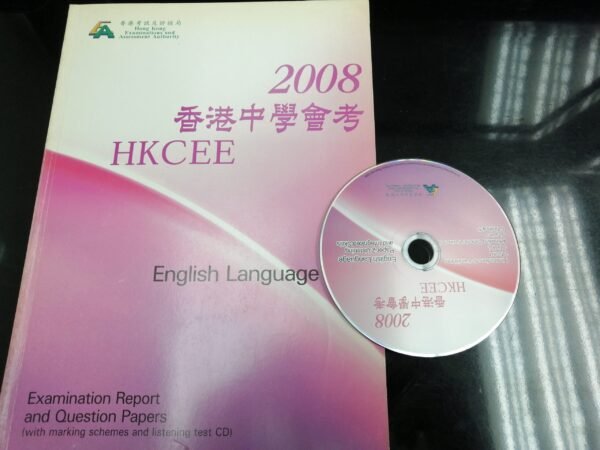 香港考試及評核局
Hong Kong
Examinations and
Assessment Authority
2008
香港中學會考
HKCEE
English Language
Examination Report
and Question Papers
(with marking schemes and listening test CD)
2008
香港中學會考
HKCEE
English Language